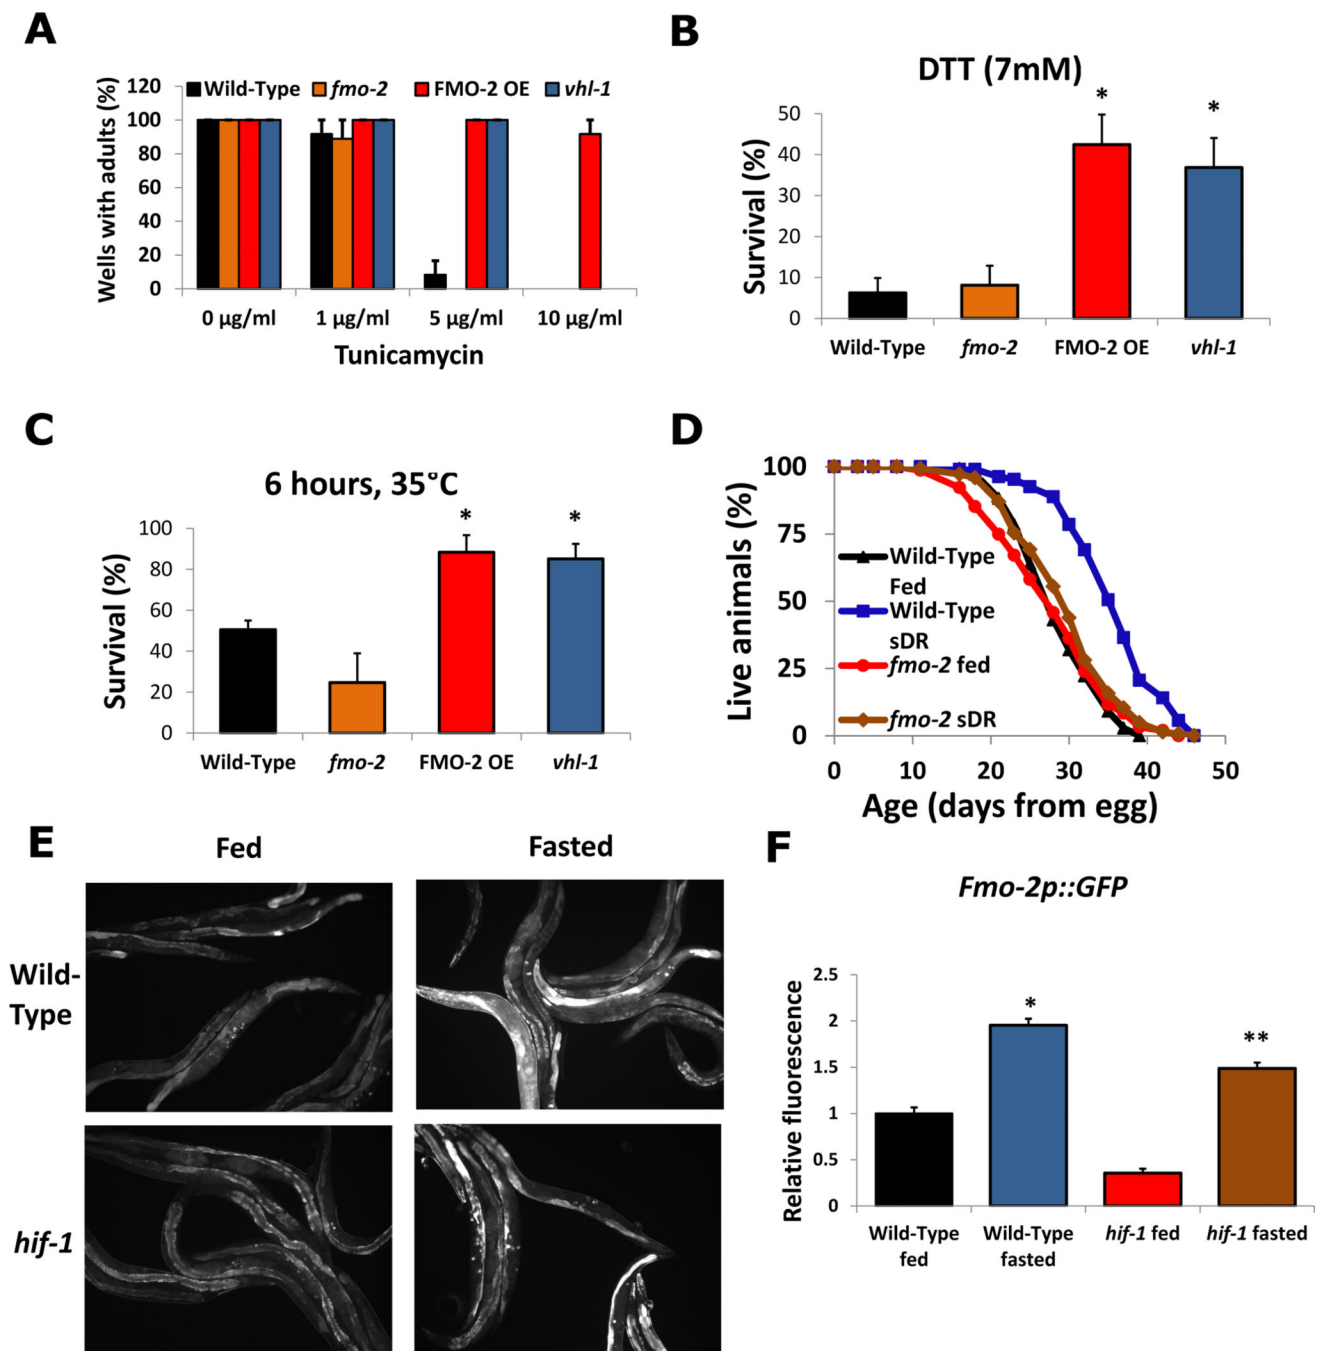 A
Wells with adults (%)
120
100
80
60
40
20
0
Wild-Type fmo-2 FMO-2 OE vhl-1
0 µg/ml 1 µg/ml 5 µg/ml 10 µg/ml
Tunicamycin
B
DTT (7mM)
Survival (%)
50
40
30
20
10
0
* *
Wild-Type fmo-2 FMO-2 OE vhl-1
C
6 hours, 35°C
Survival (%)
100
80
60
40
20
0
* *
Wild-Type fmo-2 FMO-2 OE vhl-1
D
Live animals (%)
100
75
50
25
0
Wild-Type
Fed
Wild-Type
sDR
fmo-2 fed
fmo-2 sDR
0 10 20 30 40 50
Age (days from egg)
E
Fed Fasted
Wild-
Type
hif-1
F
Fmo-2p::GFP
Relative fluorescence
2.5
2
1.5
1
0.5
0
* **
Wild-Type
fed
Wild-Type
fasted
hif-1 fed
hif-1 fasted